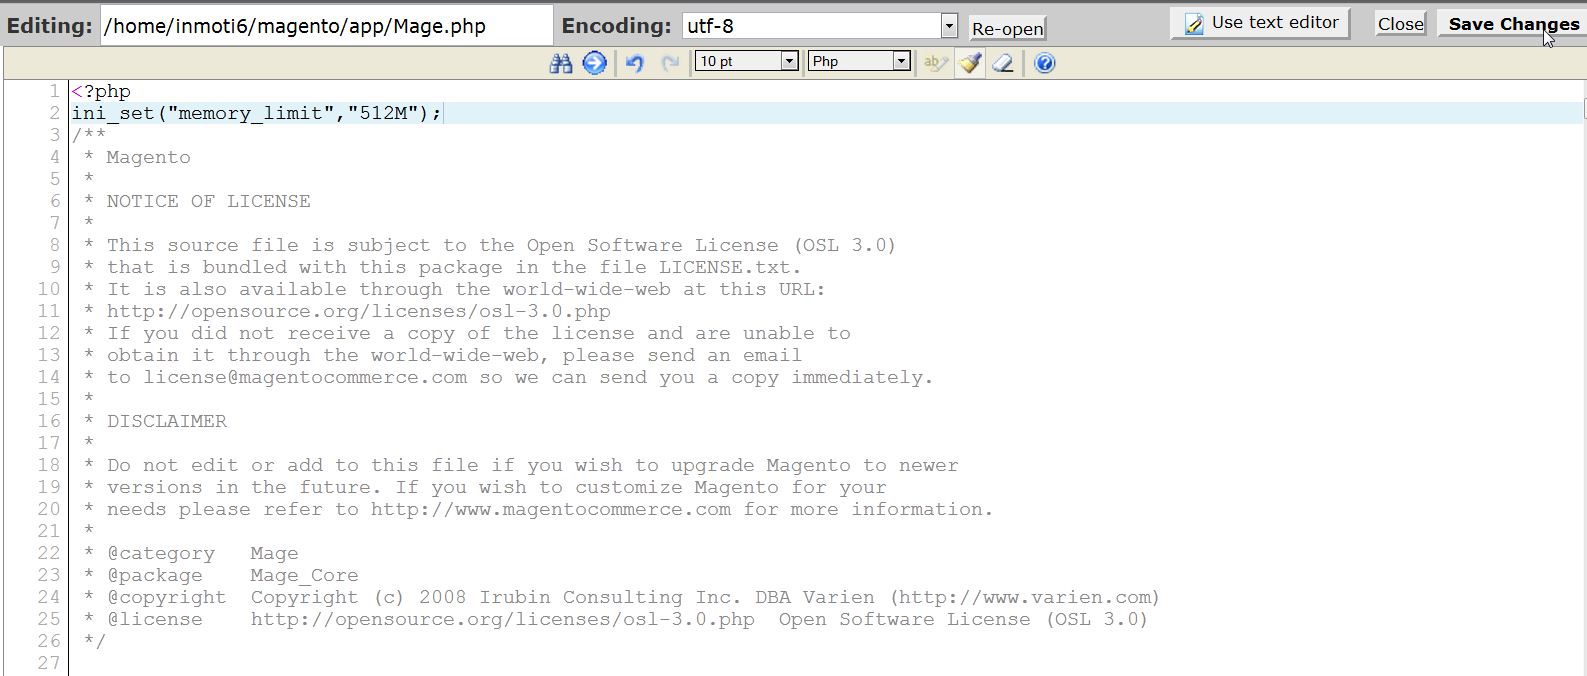 Editing: /home/inmoti6/magento/app/Mage.php Encoding: utf-8 Re-open Use text editor Close Save Changes
10 pt Php ab
1 <?php
2 ini_set("memory_limit","512M");
3 /**
4  * Magento
5  *
6  * NOTICE OF LICENSE
7  *
8  * This source file is subject to the Open Software License (OSL 3.0)
9  * that is bundled with this package in the file LICENSE.txt.
10  * It is also available through the world-wide-web at this URL:
11  * http://opensource.org/licenses/osl-3.0.php
12  * If you did not receive a copy of the license and are unable to
13  * obtain it through the world-wide-web, please send an email
14  * to license@magentocommerce.com so we can send you a copy immediately.
15  *
16  * DISCLAIMER
17  *
18  * Do not edit or add to this file if you wish to upgrade Magento to newer
19  * versions in the future. If you wish to customize Magento for your
20  * needs please refer to http://www.magentocommerce.com for more information.
21  *
22  * @category   Mage
23  * @package    Mage_Core
24  * @copyright  Copyright (c) 2008 Irubin Consulting Inc. DBA Varien (http://www.varien.com)
25  * @license    http://opensource.org/licenses/osl-3.0.php  Open Software License (OSL 3.0)
26  */
27